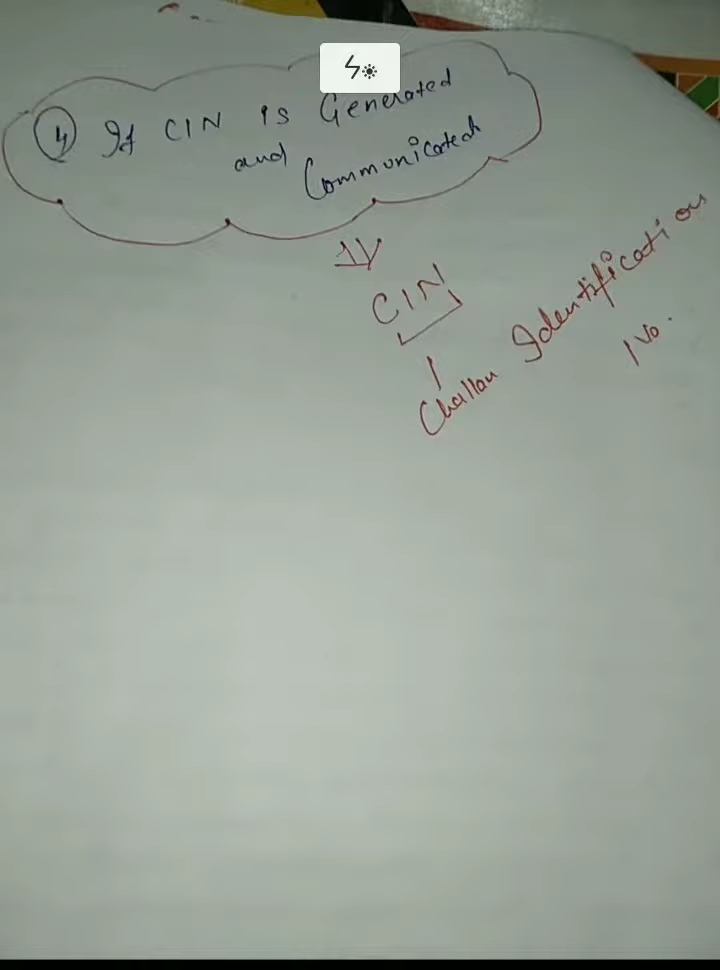 4 If CIN is Generated
and Communicated
CIN
Challan Identification
No.